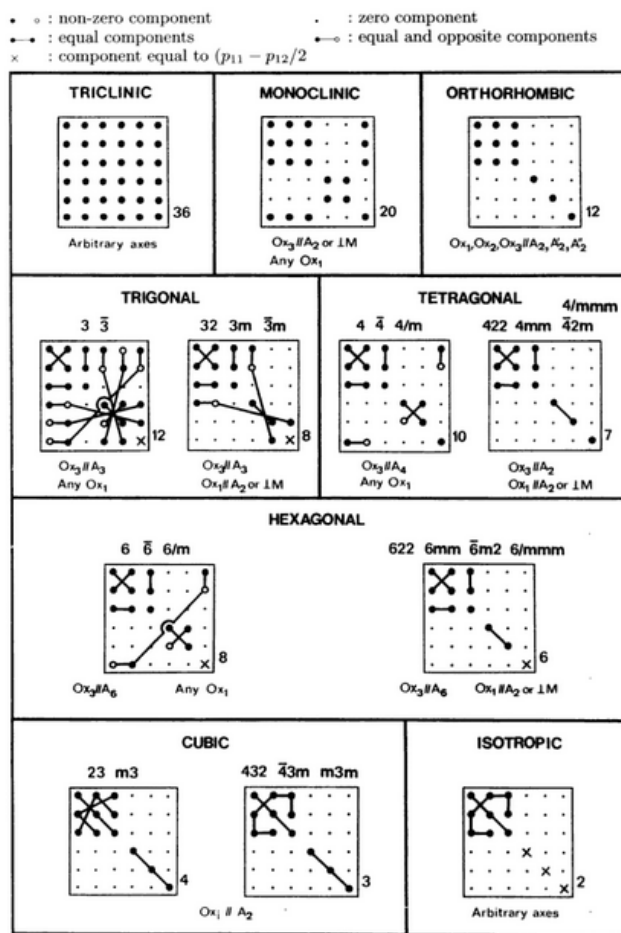 • ○ : non-zero component · : zero component
•—• : equal components •—○ : equal and opposite components
× : component equal to (p₁₁ − p₁₂/2
TRICLINIC
36
Arbitrary axes
MONOCLINIC
20
Ox₃//A₂ or ⊥M
Any Ox₁
ORTHORHOMBIC
12
Ox₁,Ox₂,Ox₃//A₂,A'₂,A"₂
TRIGONAL
3 3̄
12
Ox₃//A₃
Any Ox₁
32 3m 3̄m
8
Ox₃//A₃
Ox₁//A₂ or ⊥M
TETRAGONAL
4 4̄ 4/m
10
Ox₃//A₄
Any Ox₁
4/mmm
422 4mm 4̄2m
7
Ox₃//A₂
Ox₁//A₂ or ⊥M
HEXAGONAL
6 6̄ 6/m
8
Ox₃//A₆ Any Ox₁
622 6mm 6̄m2 6/mmm
6
Ox₃//A₆ Ox₁//A₂ or ⊥M
CUBIC
23 m3
4
432 4̄3m m3m
3
Oxᵢ // A₂
ISOTROPIC
2
Arbitrary axes